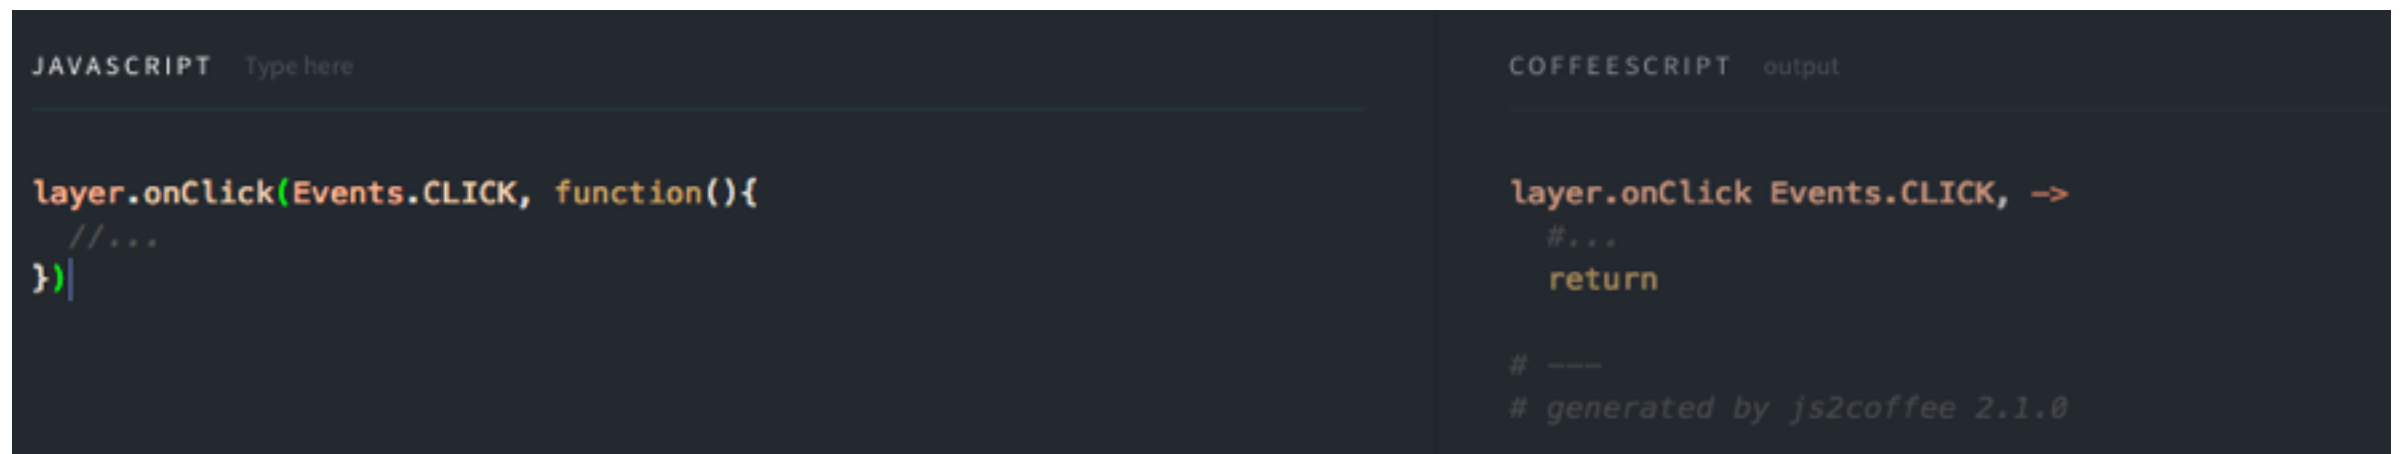 JAVASCRIPT Type here
layer.onClick(Events.CLICK, function(){
  //...
})
COFFEESCRIPT output
layer.onClick Events.CLICK, ->
  #...
  return
# ---
# generated by js2coffee 2.1.0